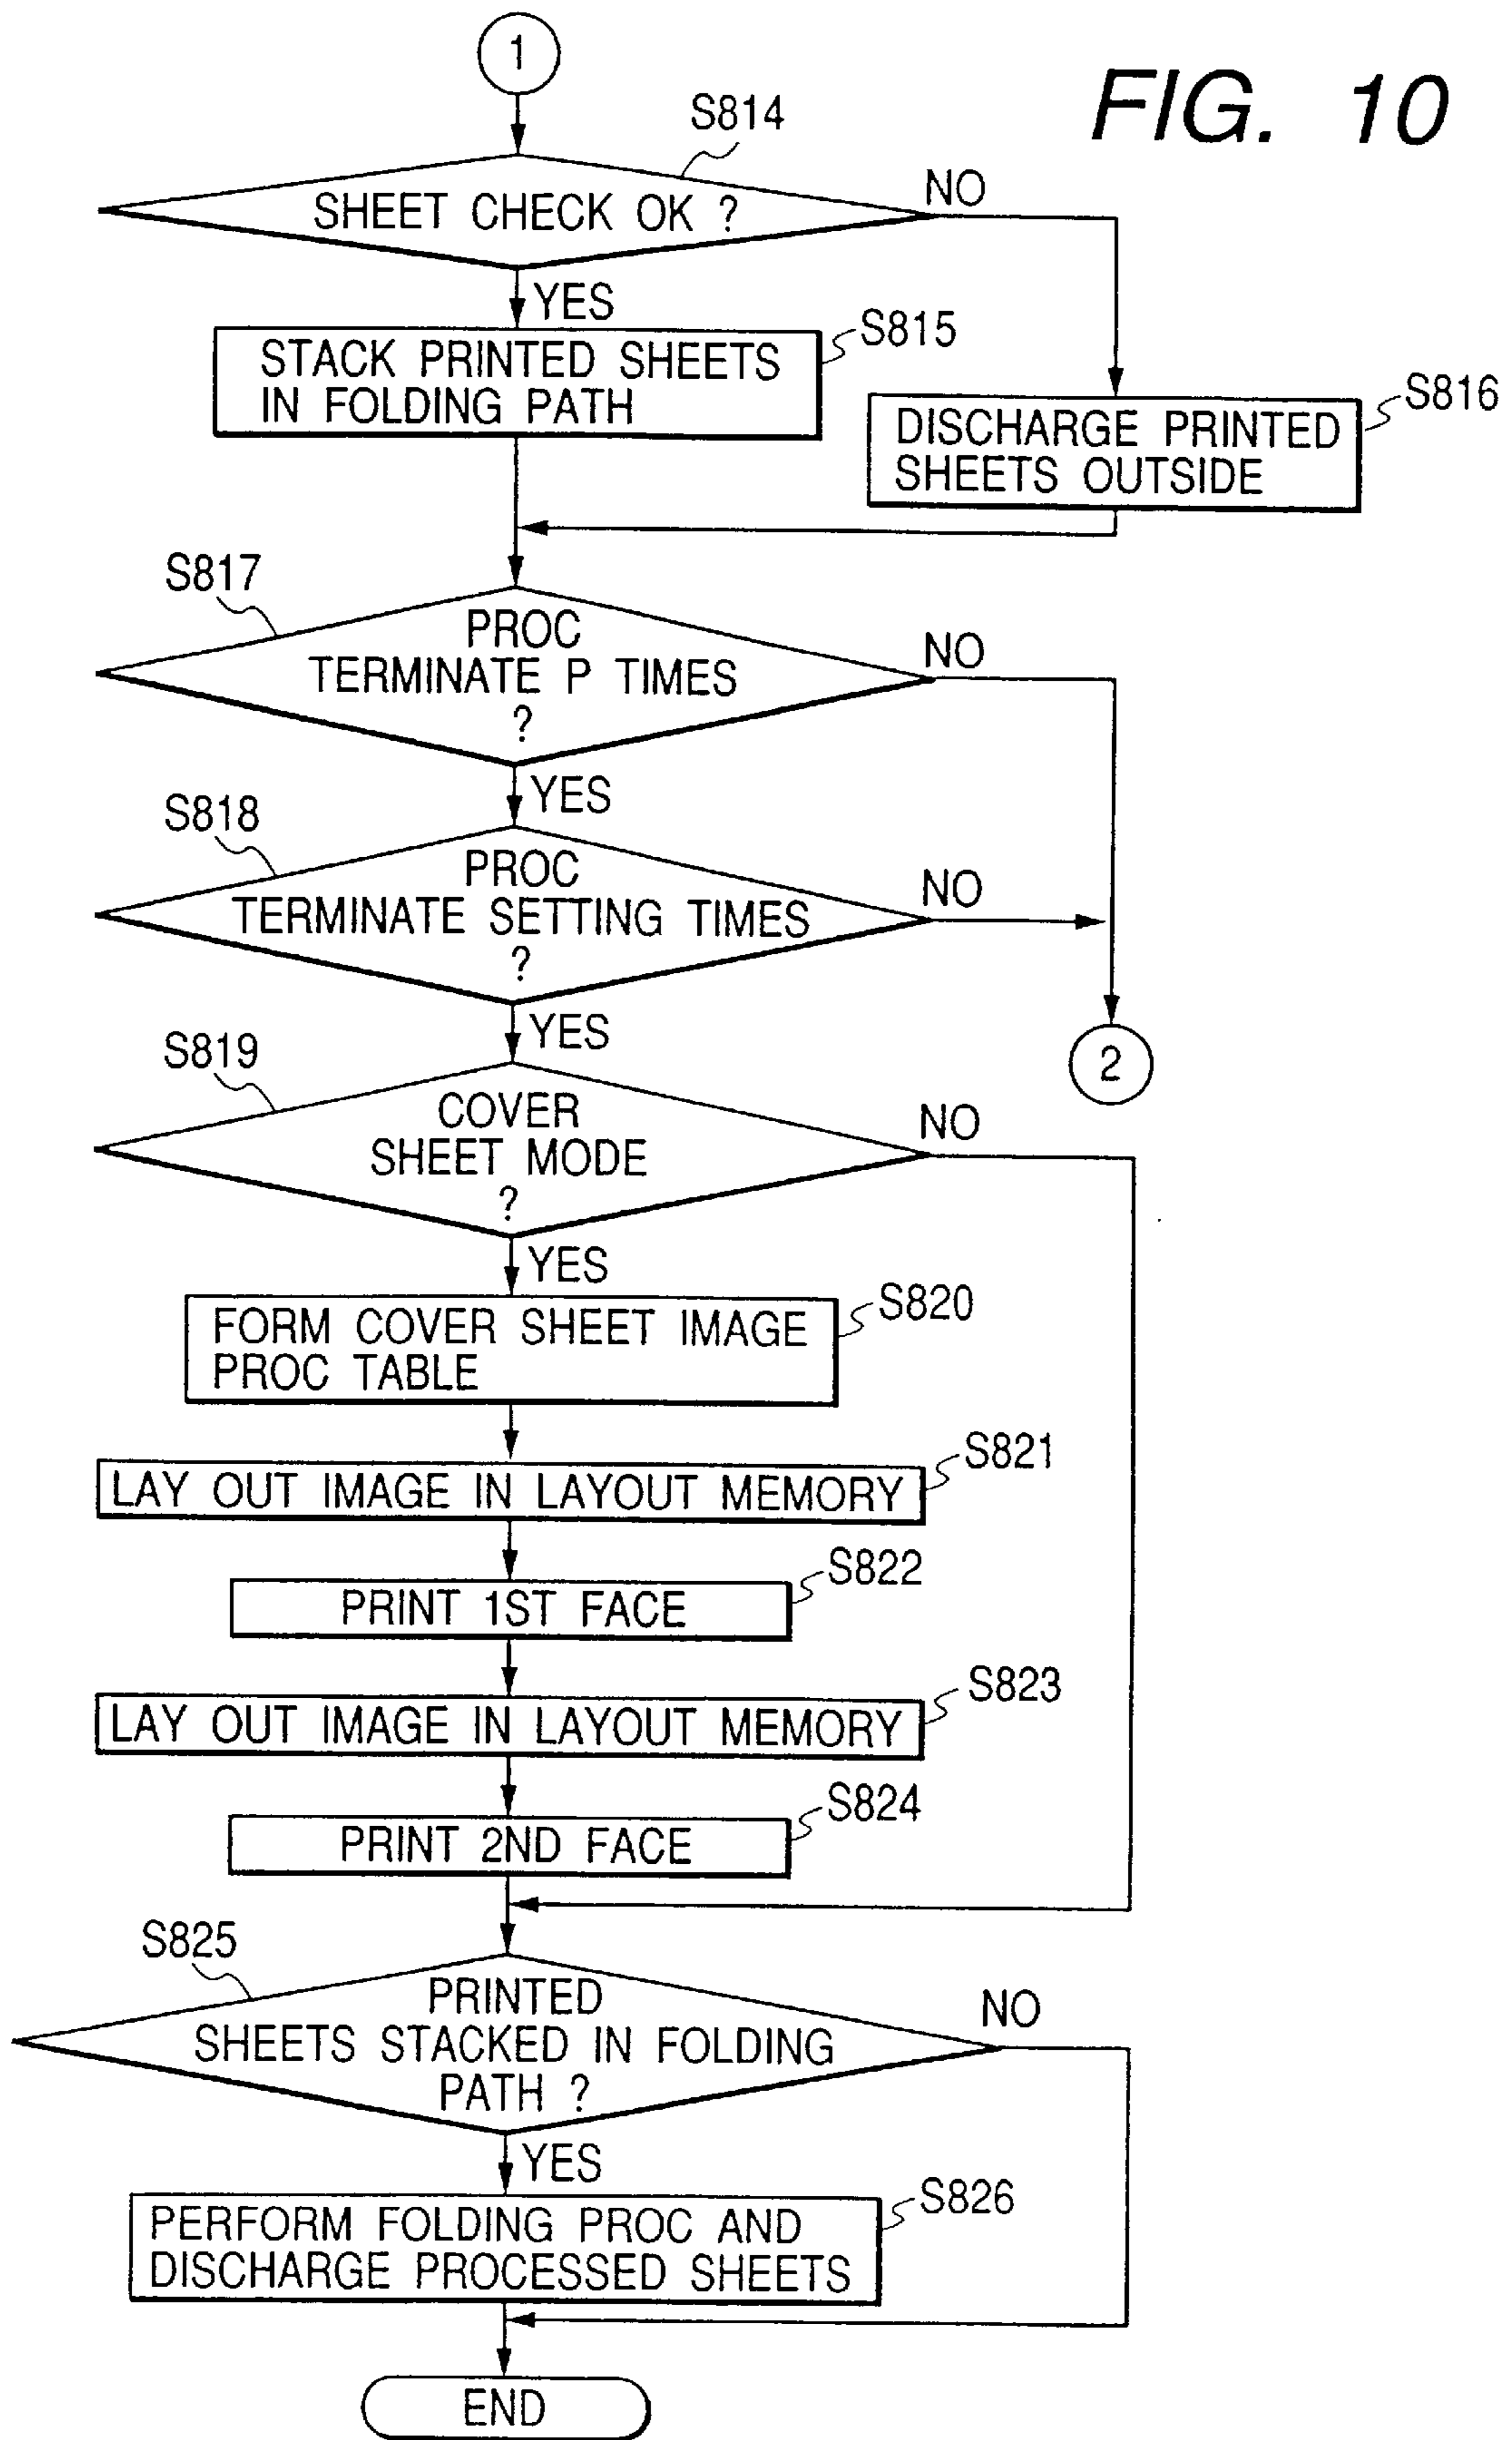 1
FIG. 10
S814
SHEET CHECK OK ?
NO
YES
S815
STACK PRINTED SHEETS
IN FOLDING PATH
S816
DISCHARGE PRINTED
SHEETS OUTSIDE
S817
PROC
TERMINATE P TIMES
?
NO
YES
S818
PROC
TERMINATE SETTING TIMES
?
NO
YES
2
S819
COVER
SHEET MODE
?
NO
YES
S820
FORM COVER SHEET IMAGE
PROC TABLE
S821
LAY OUT IMAGE IN LAYOUT MEMORY
S822
PRINT 1ST FACE
S823
LAY OUT IMAGE IN LAYOUT MEMORY
S824
PRINT 2ND FACE
S825
PRINTED
SHEETS STACKED IN FOLDING
PATH ?
NO
YES
S826
PERFORM FOLDING PROC AND
DISCHARGE PROCESSED SHEETS
END